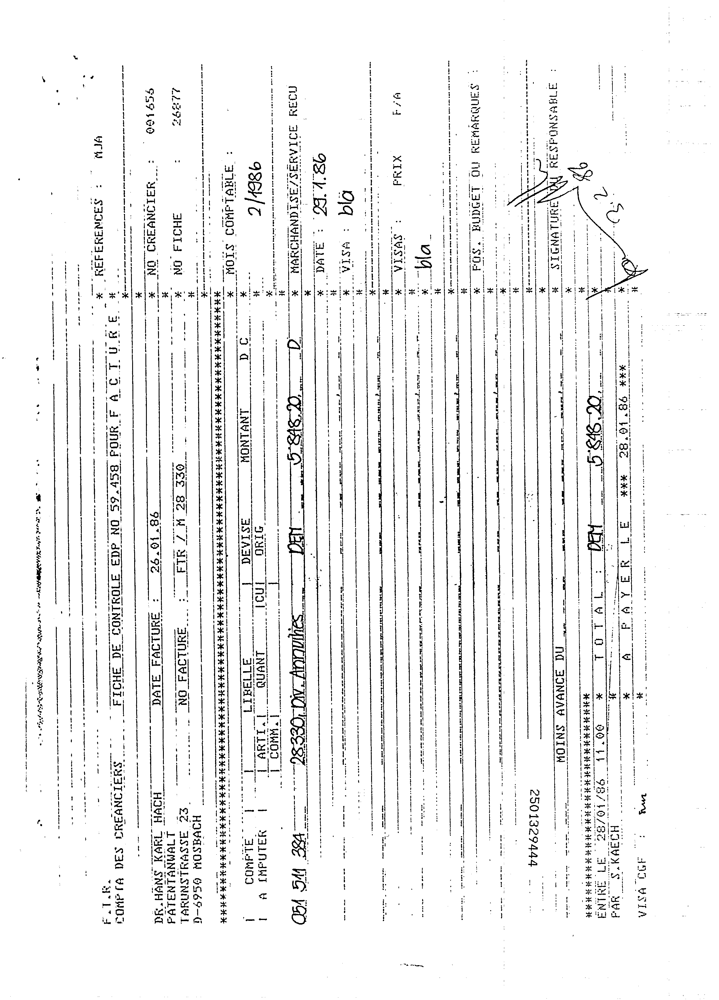 F.T.R. * REFERENCES : MJA
COMPTA DES CREANCIERS FICHE DE CONTROLE EDP NO 59.458 POUR F A C T U R E *
DR.HANS KARL HACH DATE FACTURE : 26.01.86 * NO CREANCIER : 001656
PATENTANWALT
TARUNSTRASSE 23 NO FACTURE : FTR / M 28 330 * NO FICHE : 26877
D-6950 MOSBACH
| COMPTE | | LIBELLE | DEVISE MONTANT D C * MOIS COMPTABLE :
| A IMPUTER | | ARTI.| QUANT |CU| ORIG * 2/1986
| COMM.|
051 511 384 28330, Div. Annuités DEM 5'848.20 D * MARCHANDISE/SERVICE RECU
* DATE : 29.1.86
* VISA : bla
* VISAS : PRIX F/A
* bla
* POS. BUDGET OU REMARQUES :
2501329444
MOINS AVANCE DU * SIGNATURE DU RESPONSABLE :
ENTRE LE 28/01/86 11.00 * T O T A L : DEM 5'848.20
PAR S.KAECH
* A P A Y E R L E *** 28.01.86 ***
VISA CGF :